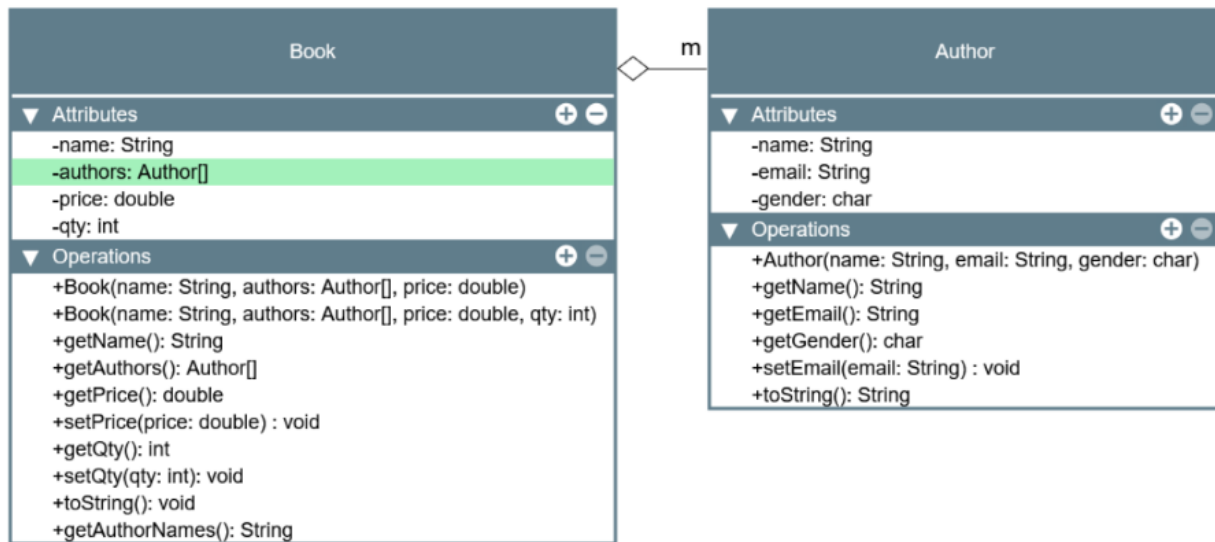 Book
Attributes
-name: String
-authors: Author[]
-price: double
-qty: int
Operations
+Book(name: String, authors: Author[], price: double)
+Book(name: String, authors: Author[], price: double, qty: int)
+getName(): String
+getAuthors(): Author[]
+getPrice(): double
+setPrice(price: double) : void
+getQty(): int
+setQty(qty: int): void
+toString(): void
+getAuthorNames(): String
m
Author
Attributes
-name: String
-email: String
-gender: char
Operations
+Author(name: String, email: String, gender: char)
+getName(): String
+getEmail(): String
+getGender(): char
+setEmail(email: String) : void
+toString(): String